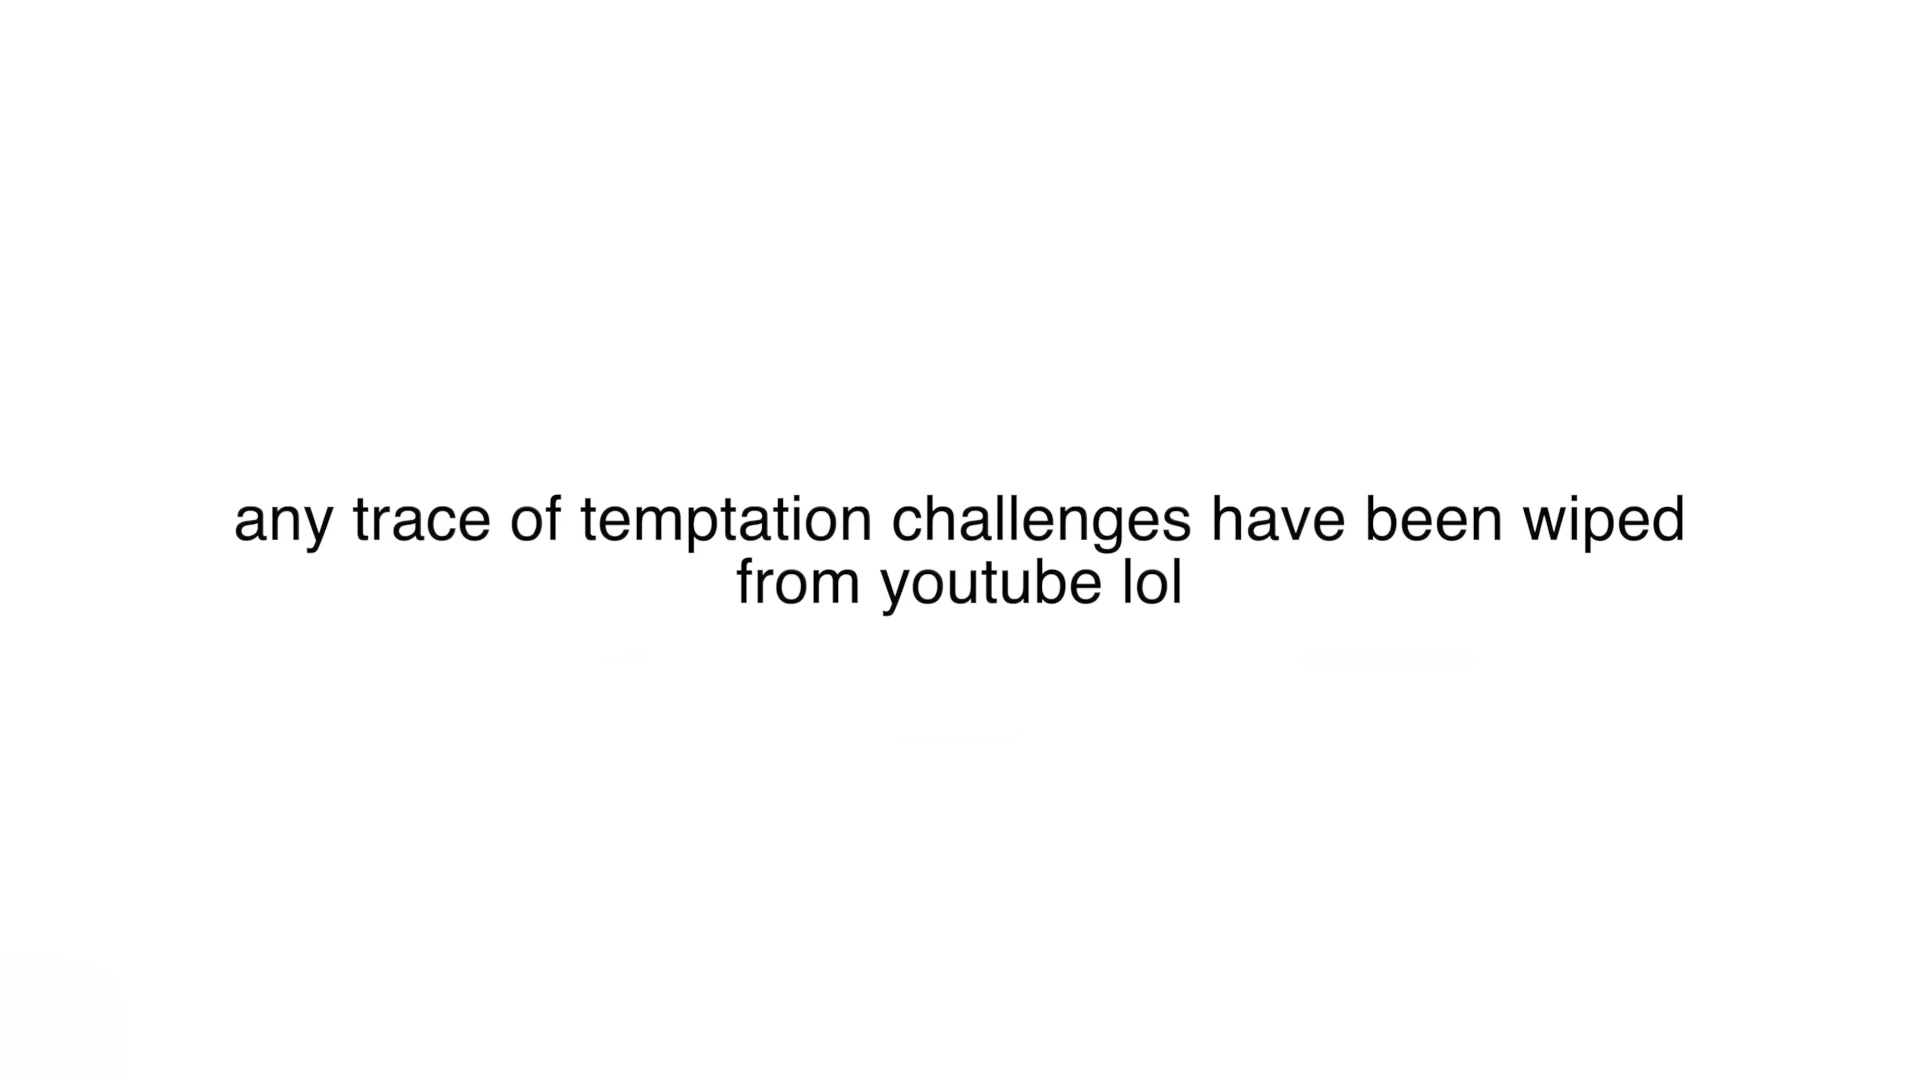 any trace of temptation challenges have been wiped
from youtube lol